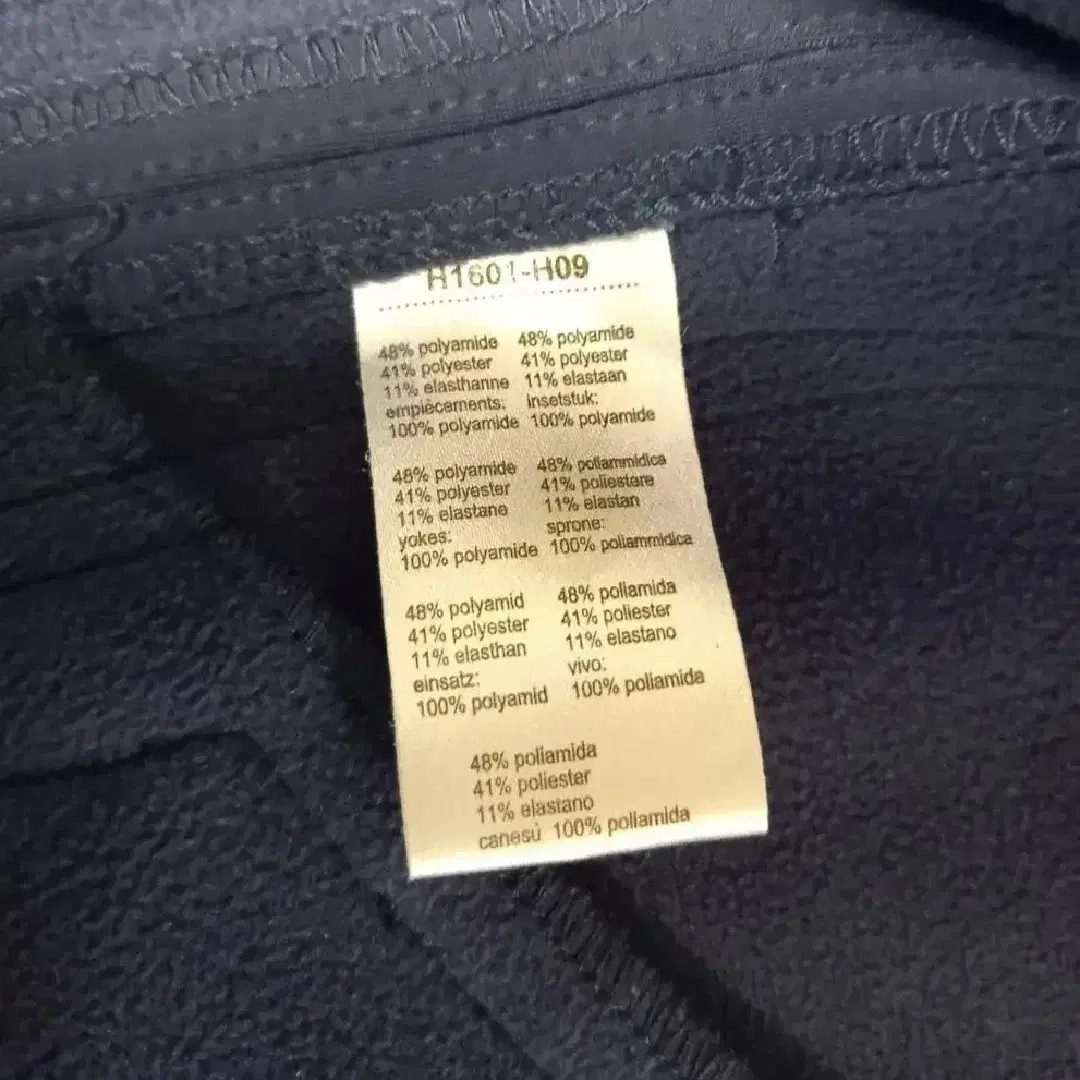 H1601-H09
48% polyamide
41% polyester
11% elasthanne
empiècements:
100% polyamide
48% polyamide
41% polyester
11% elastaan
Insetstuk:
100% polyamide
48% polyamide
41% polyester
11% elastane
yokes:
100% polyamide
48% poliammidica
41% poliestare
11% elastan
sprone:
100% poliammidica
48% polyamid
41% polyester
11% elasthan
einsatz:
100% polyamid
48% poliamida
41% poliester
11% elastano
vivo:
100% poliamida
48% poliamida
41% poliester
11% elastano
canesù 100% poliamida